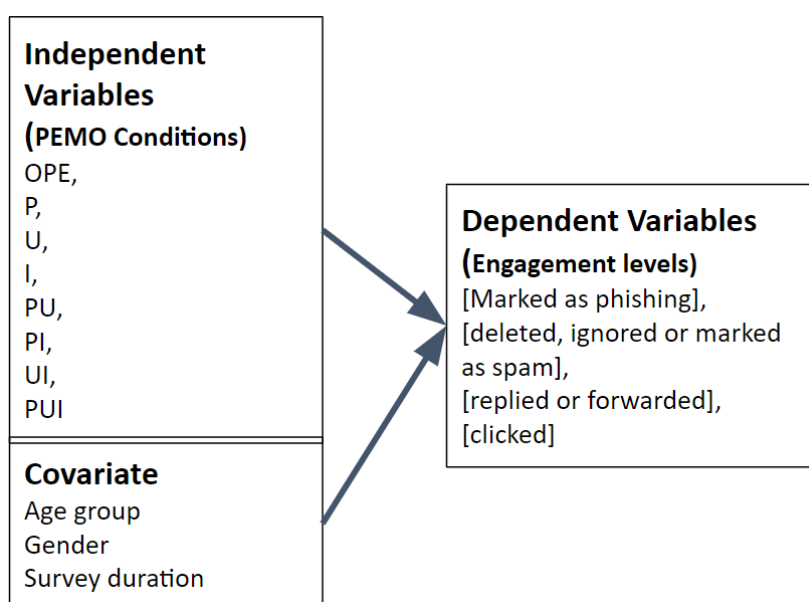 Independent
Variables
(PEMO Conditions)
OPE,
P,
U,
I,
PU,
PI,
UI,
PUI
Covariate
Age group
Gender
Survey duration
Dependent Variables
(Engagement levels)
[Marked as phishing],
[deleted, ignored or marked
as spam],
[replied or forwarded],
[clicked]